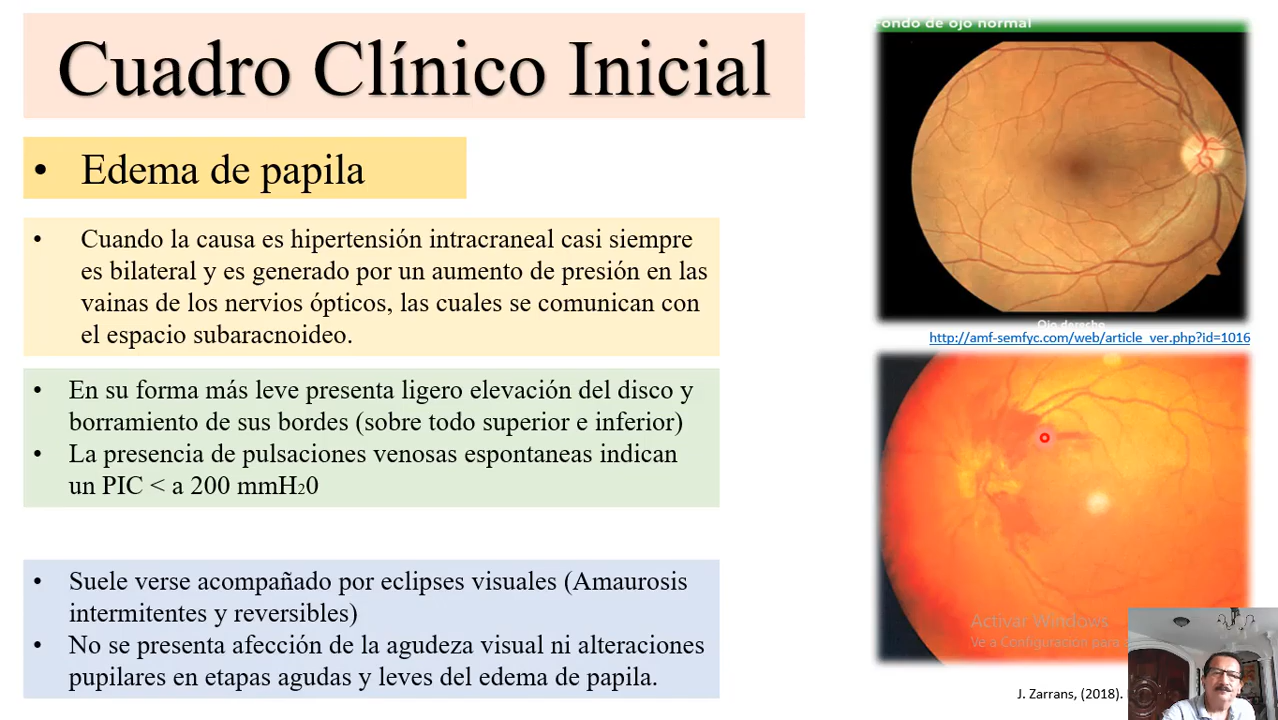 Cuadro Clínico Inicial
• Edema de papila
• Cuando la causa es hipertensión intracraneal casi siempre
es bilateral y es generado por un aumento de presión en las
vainas de los nervios ópticos, las cuales se comunican con
el espacio subaracnoideo.
• En su forma más leve presenta ligero elevación del disco y
borramiento de sus bordes (sobre todo superior e inferior)
• La presencia de pulsaciones venosas espontaneas indican
un PIC < a 200 mmH₂0
• Suele verse acompañado por eclipses visuales (Amaurosis
intermitentes y reversibles)
• No se presenta afección de la agudeza visual ni alteraciones
pupilares en etapas agudas y leves del edema de papila.
Fondo de ojo normal
Ojo derecho
http://amf-semfyc.com/web/article_ver.php?id=1016
Activar Windows
Ve a Configuración para
J. Zarrans, (2018).